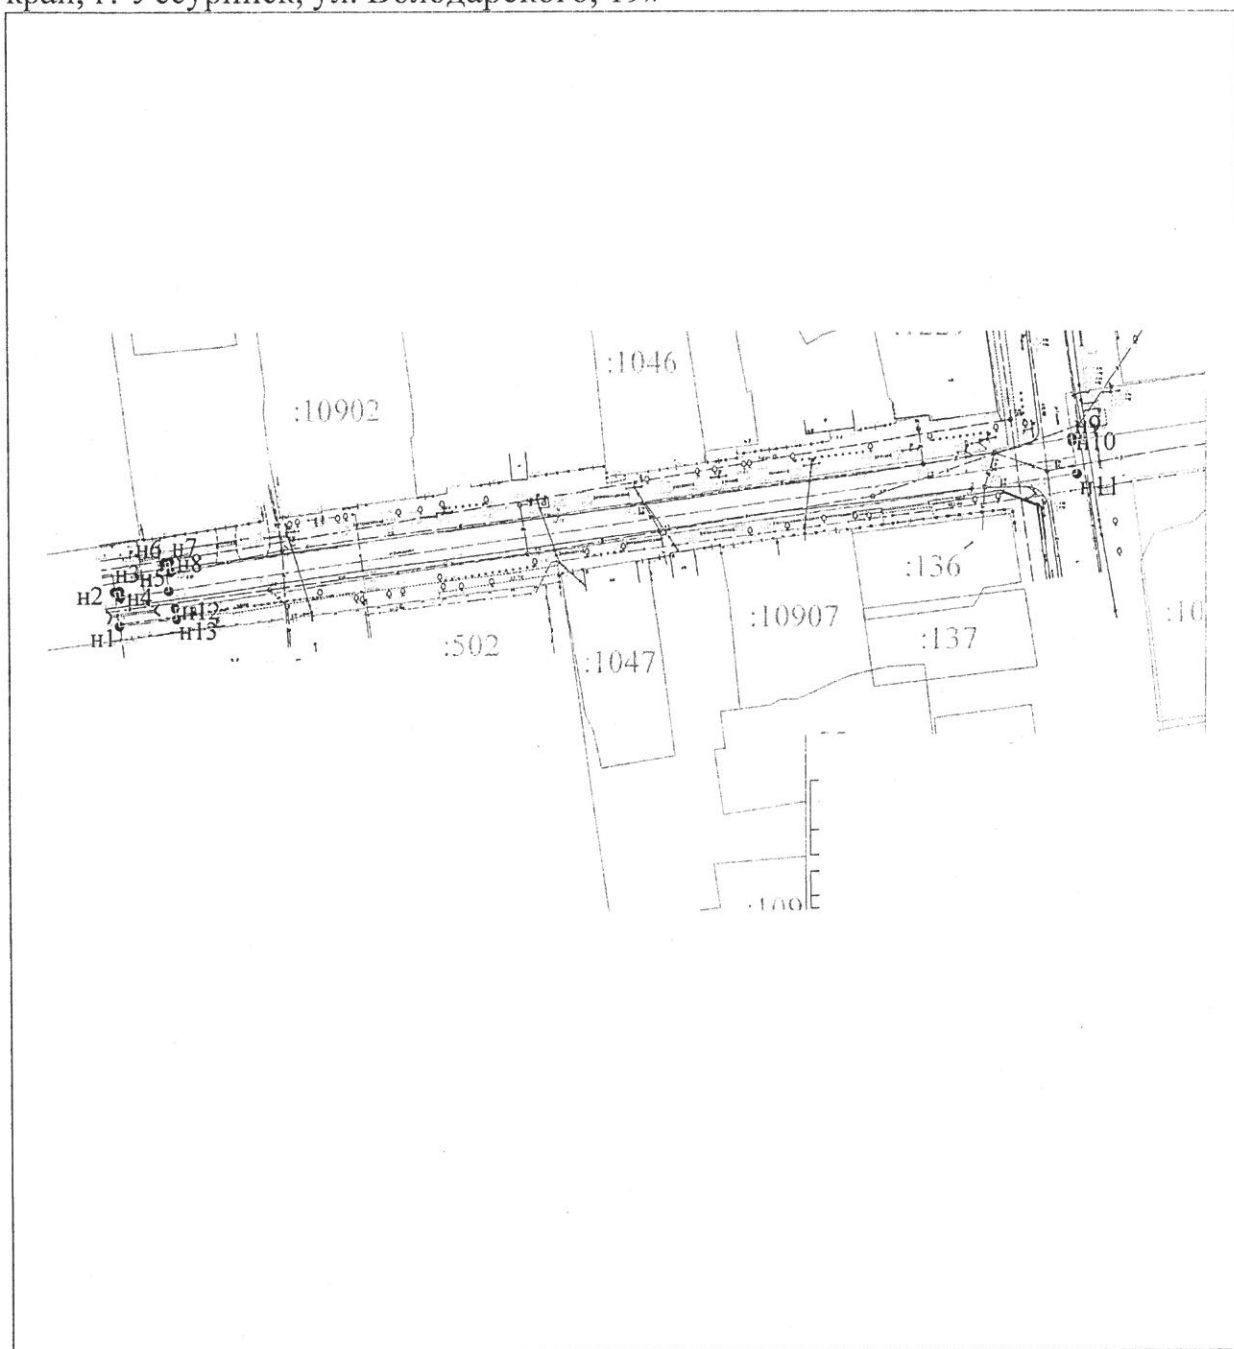 край, г. Уссурийск, ул. Володарского,
:1046
:10902
н9
н10
н11
н6 н7
н8
н3 н5
н2 н4
н12
н1 н13
:136
:10907
:137
:502
:1047
:10